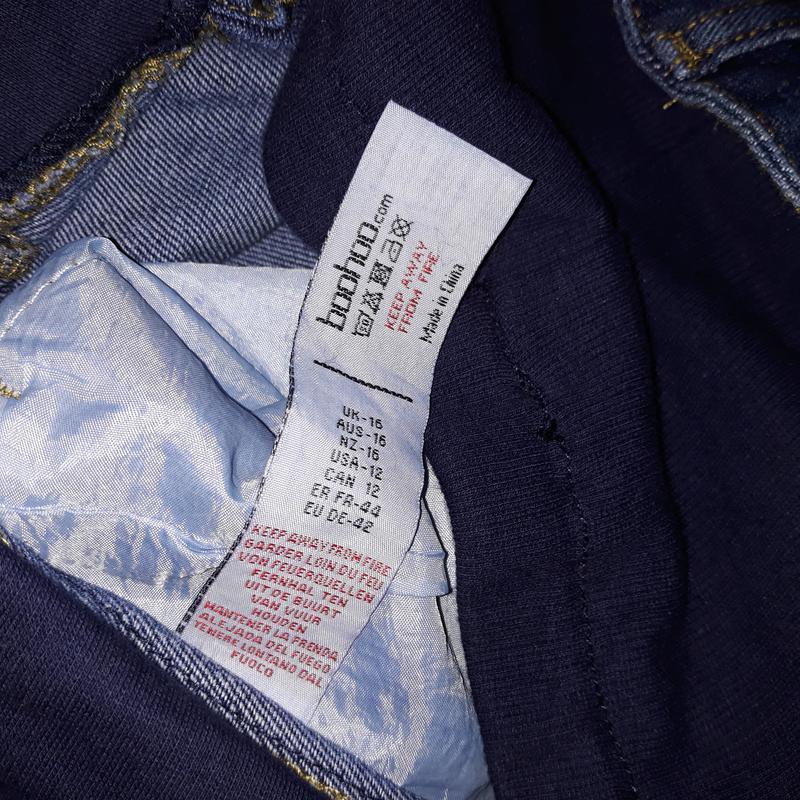 boohoo.com
KEEP AWAY
FROM FIRE
Made in China
UK-16
AUS-16
NZ-16
USA-12
CAN 12
ER FR-44
EU DE-42
KEEP AWAY FROM FIRE
GARDER LOIN DU FEU
VON FEUERQUELLEN
FERNHAL TEN
UIT DE BUURT
VAN VUUR
HOUDEN
MANTENER LA PRENDA
ALEJADA DEL FUEGO
TENERE LONTANO DAL
FUOCO